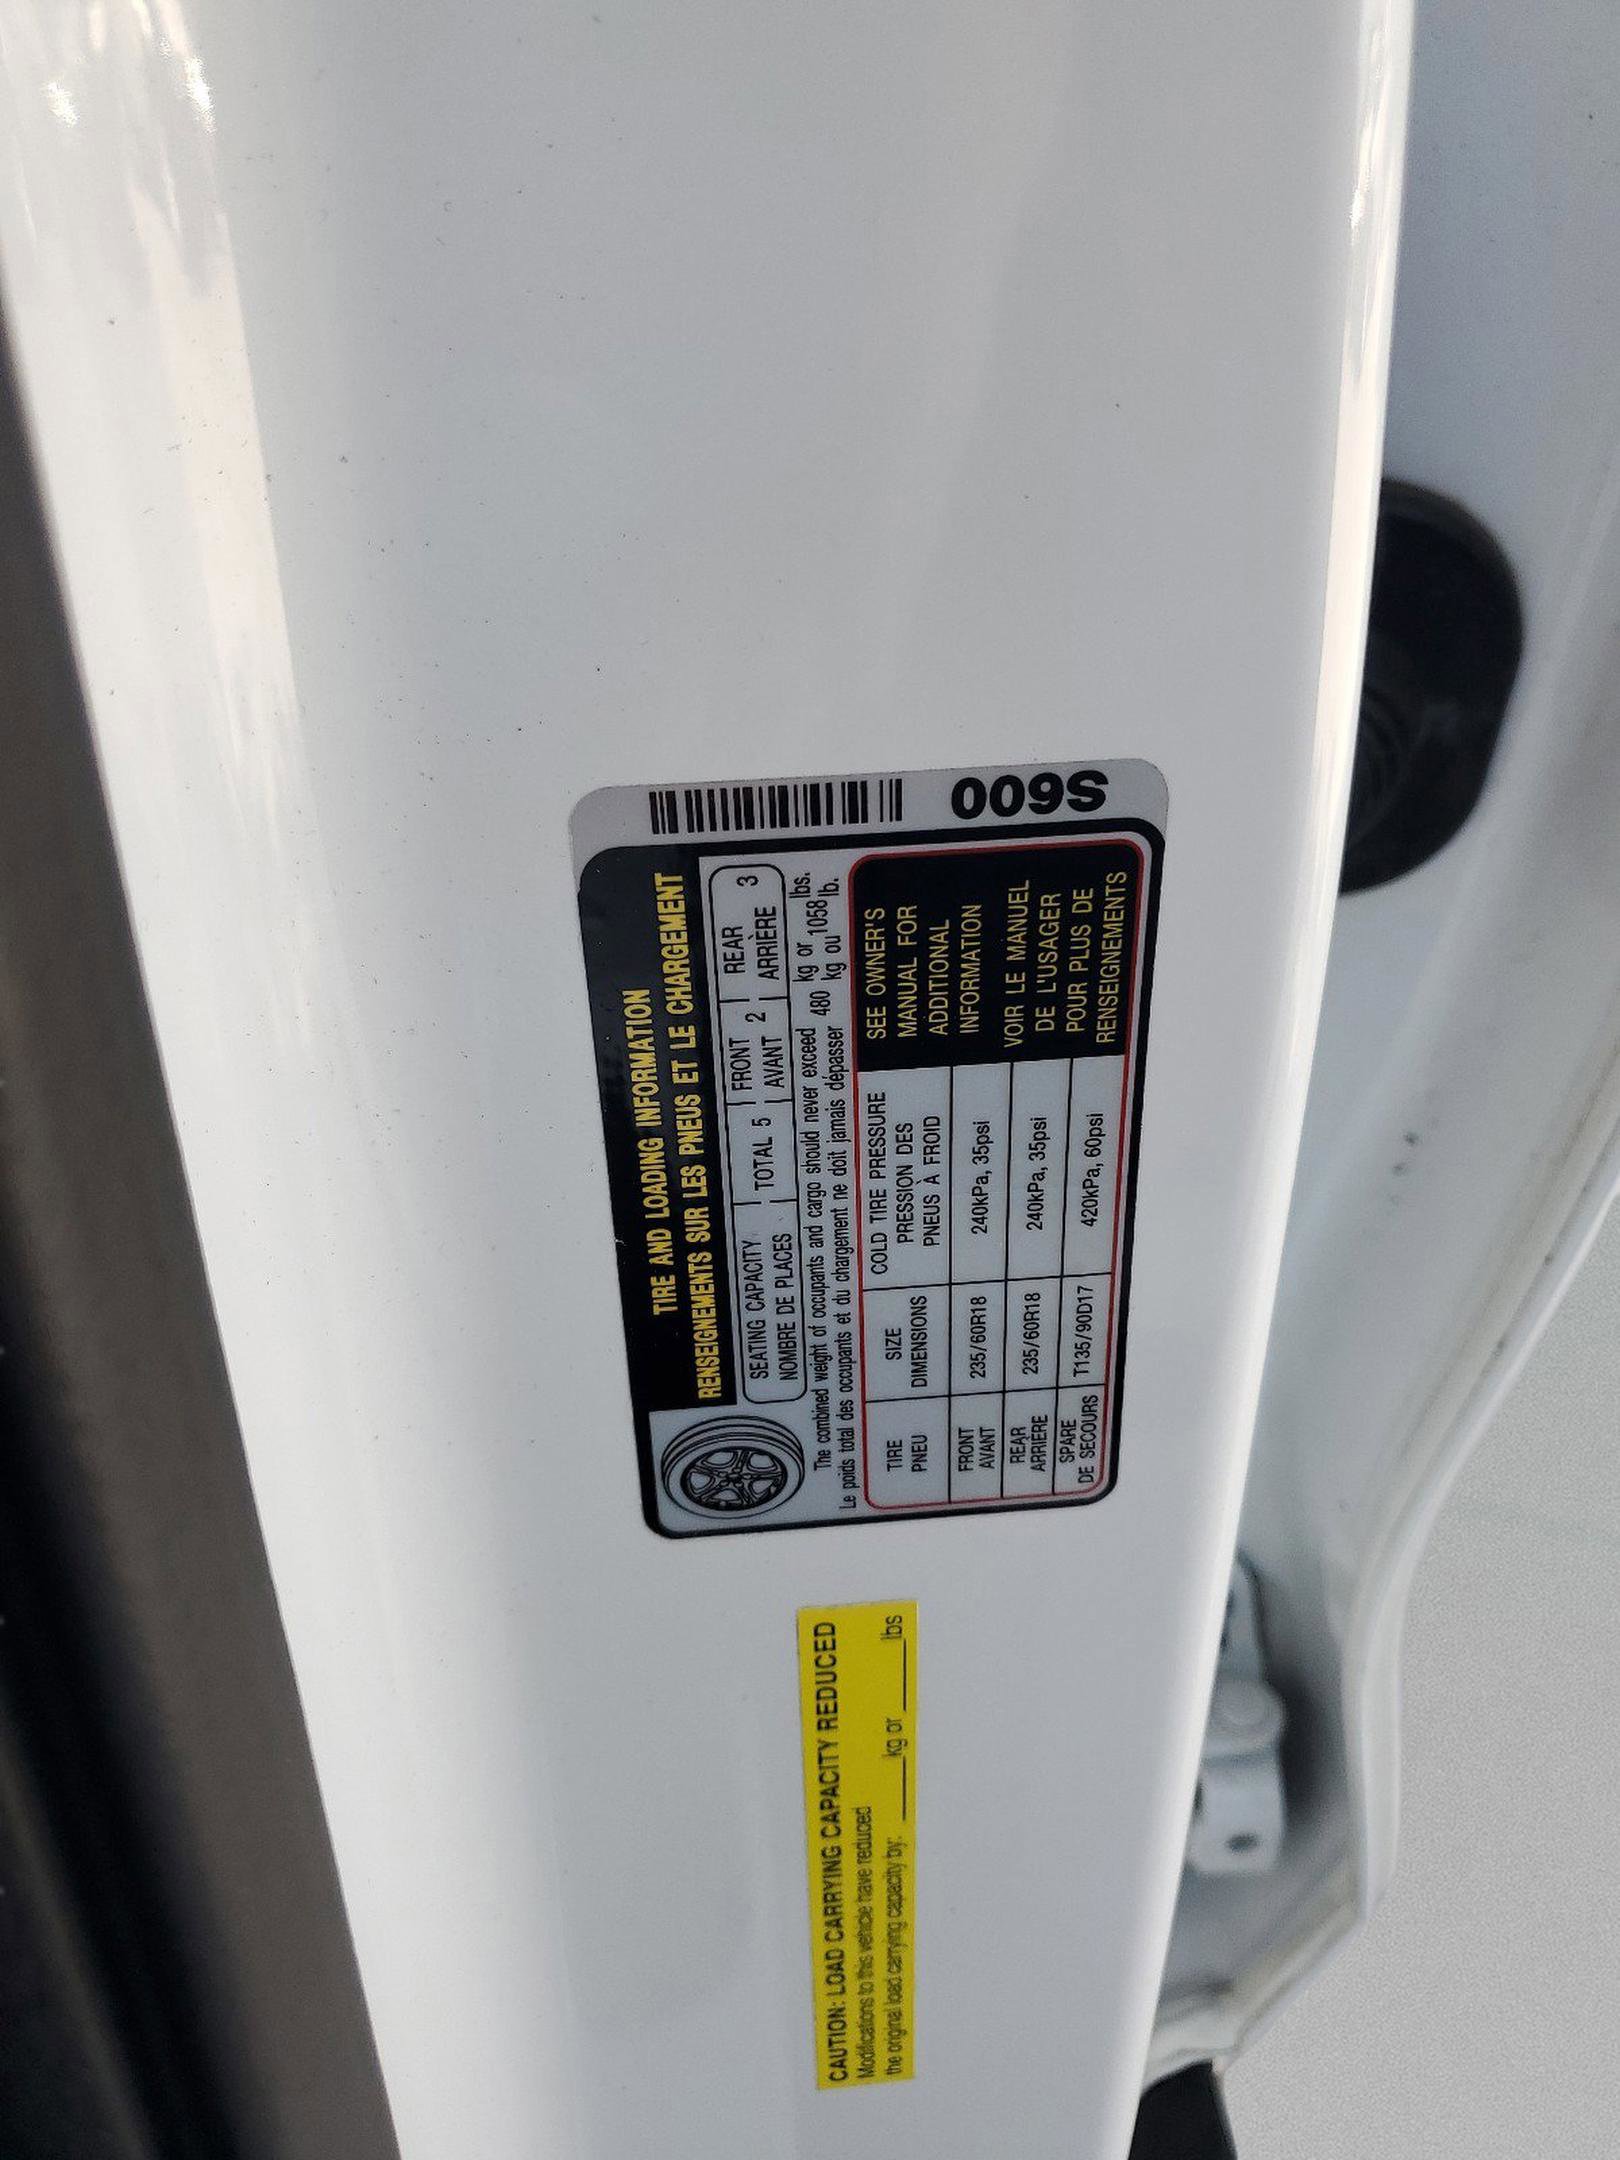 TIRE AND LOADING INFORMATION
RENSEIGNEMENTS SUR LES PNEUS ET LE CHARGEMENT
SEATING CAPACITY TOTAL 5 FRONT 2 REAR 3
NOMBRE DE PLACES AVANT ARRIÈRE
The combined weight of occupants and cargo should never exceed 480 kg or 1058 lbs.
Le poids total des occupants et du chargement ne doit jamais dépasser kg ou lb.
TIRE SIZE COLD TIRE PRESSURE
PNEU DIMENSIONS PRESSION DES
PNEUS À FROID
FRONT 235/60R18 240kPa, 35psi
AVANT
REAR 235/60R18 240kPa, 35psi
ARRIÈRE
SPARE T135/90D17 420kPa, 60psi
DE SECOURS
SEE OWNER'S
MANUAL FOR
ADDITIONAL
INFORMATION
VOIR LE MANUEL
DE L'USAGER
POUR PLUS DE
RENSEIGNEMENTS
S600
CAUTION: LOAD CARRYING CAPACITY REDUCED
Modifications to this vehicle have reduced
the original load carrying capacity by: ____kg or ____lbs